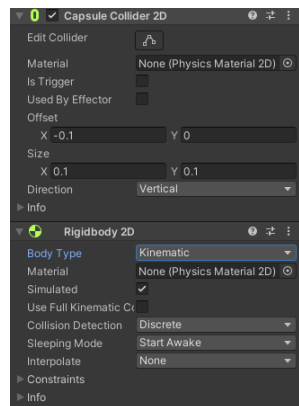 Capsule Collider 2D
Edit Collider
Material None (Physics Material 2D)
Is Trigger
Used By Effector
Offset
X -0.1 Y 0
Size
X 0.1 Y 0.1
Direction Vertical
Info
Rigidbody 2D
Body Type Kinematic
Material None (Physics Material 2D)
Simulated
Use Full Kinematic Co
Collision Detection Discrete
Sleeping Mode Start Awake
Interpolate None
Constraints
Info